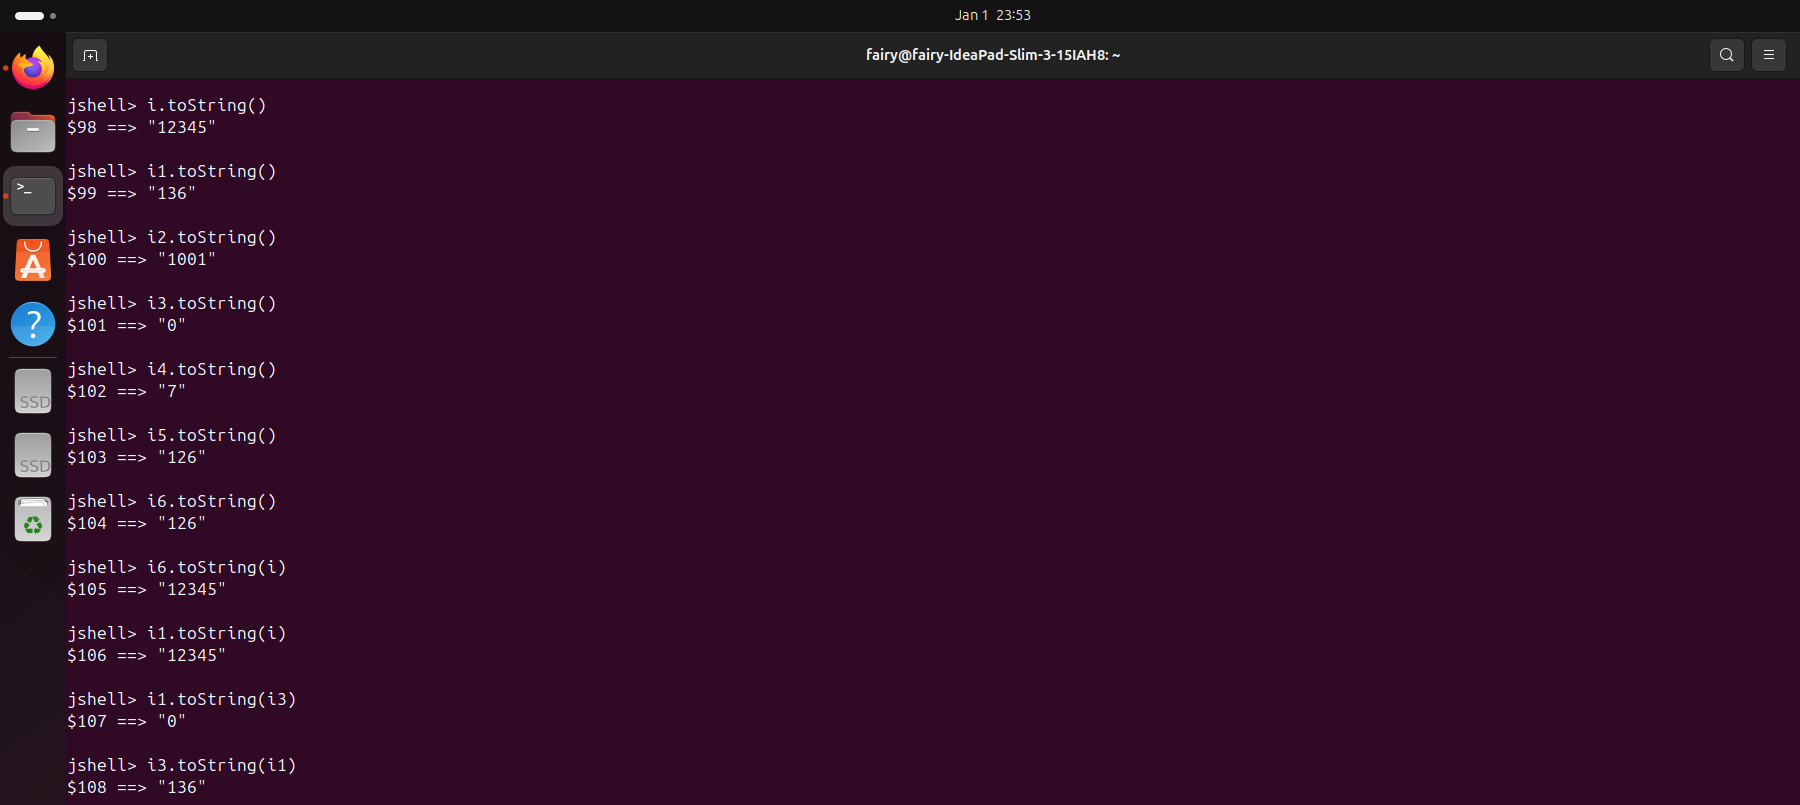 Jan 1 23:53
fairy@fairy-IdeaPad-Slim-3-15IAH8: ~
jshell> i.toString()
$98 ==> "12345"
jshell> i1.toString()
$99 ==> "136"
jshell> i2.toString()
$100 ==> "1001"
jshell> i3.toString()
$101 ==> "0"
jshell> i4.toString()
$102 ==> "7"
jshell> i5.toString()
$103 ==> "126"
jshell> i6.toString()
$104 ==> "126"
jshell> i6.toString(i)
$105 ==> "12345"
jshell> i1.toString(i)
$106 ==> "12345"
jshell> i1.toString(i3)
$107 ==> "0"
jshell> i3.toString(i1)
$108 ==> "136"
>_
A
?
SSD
SSD